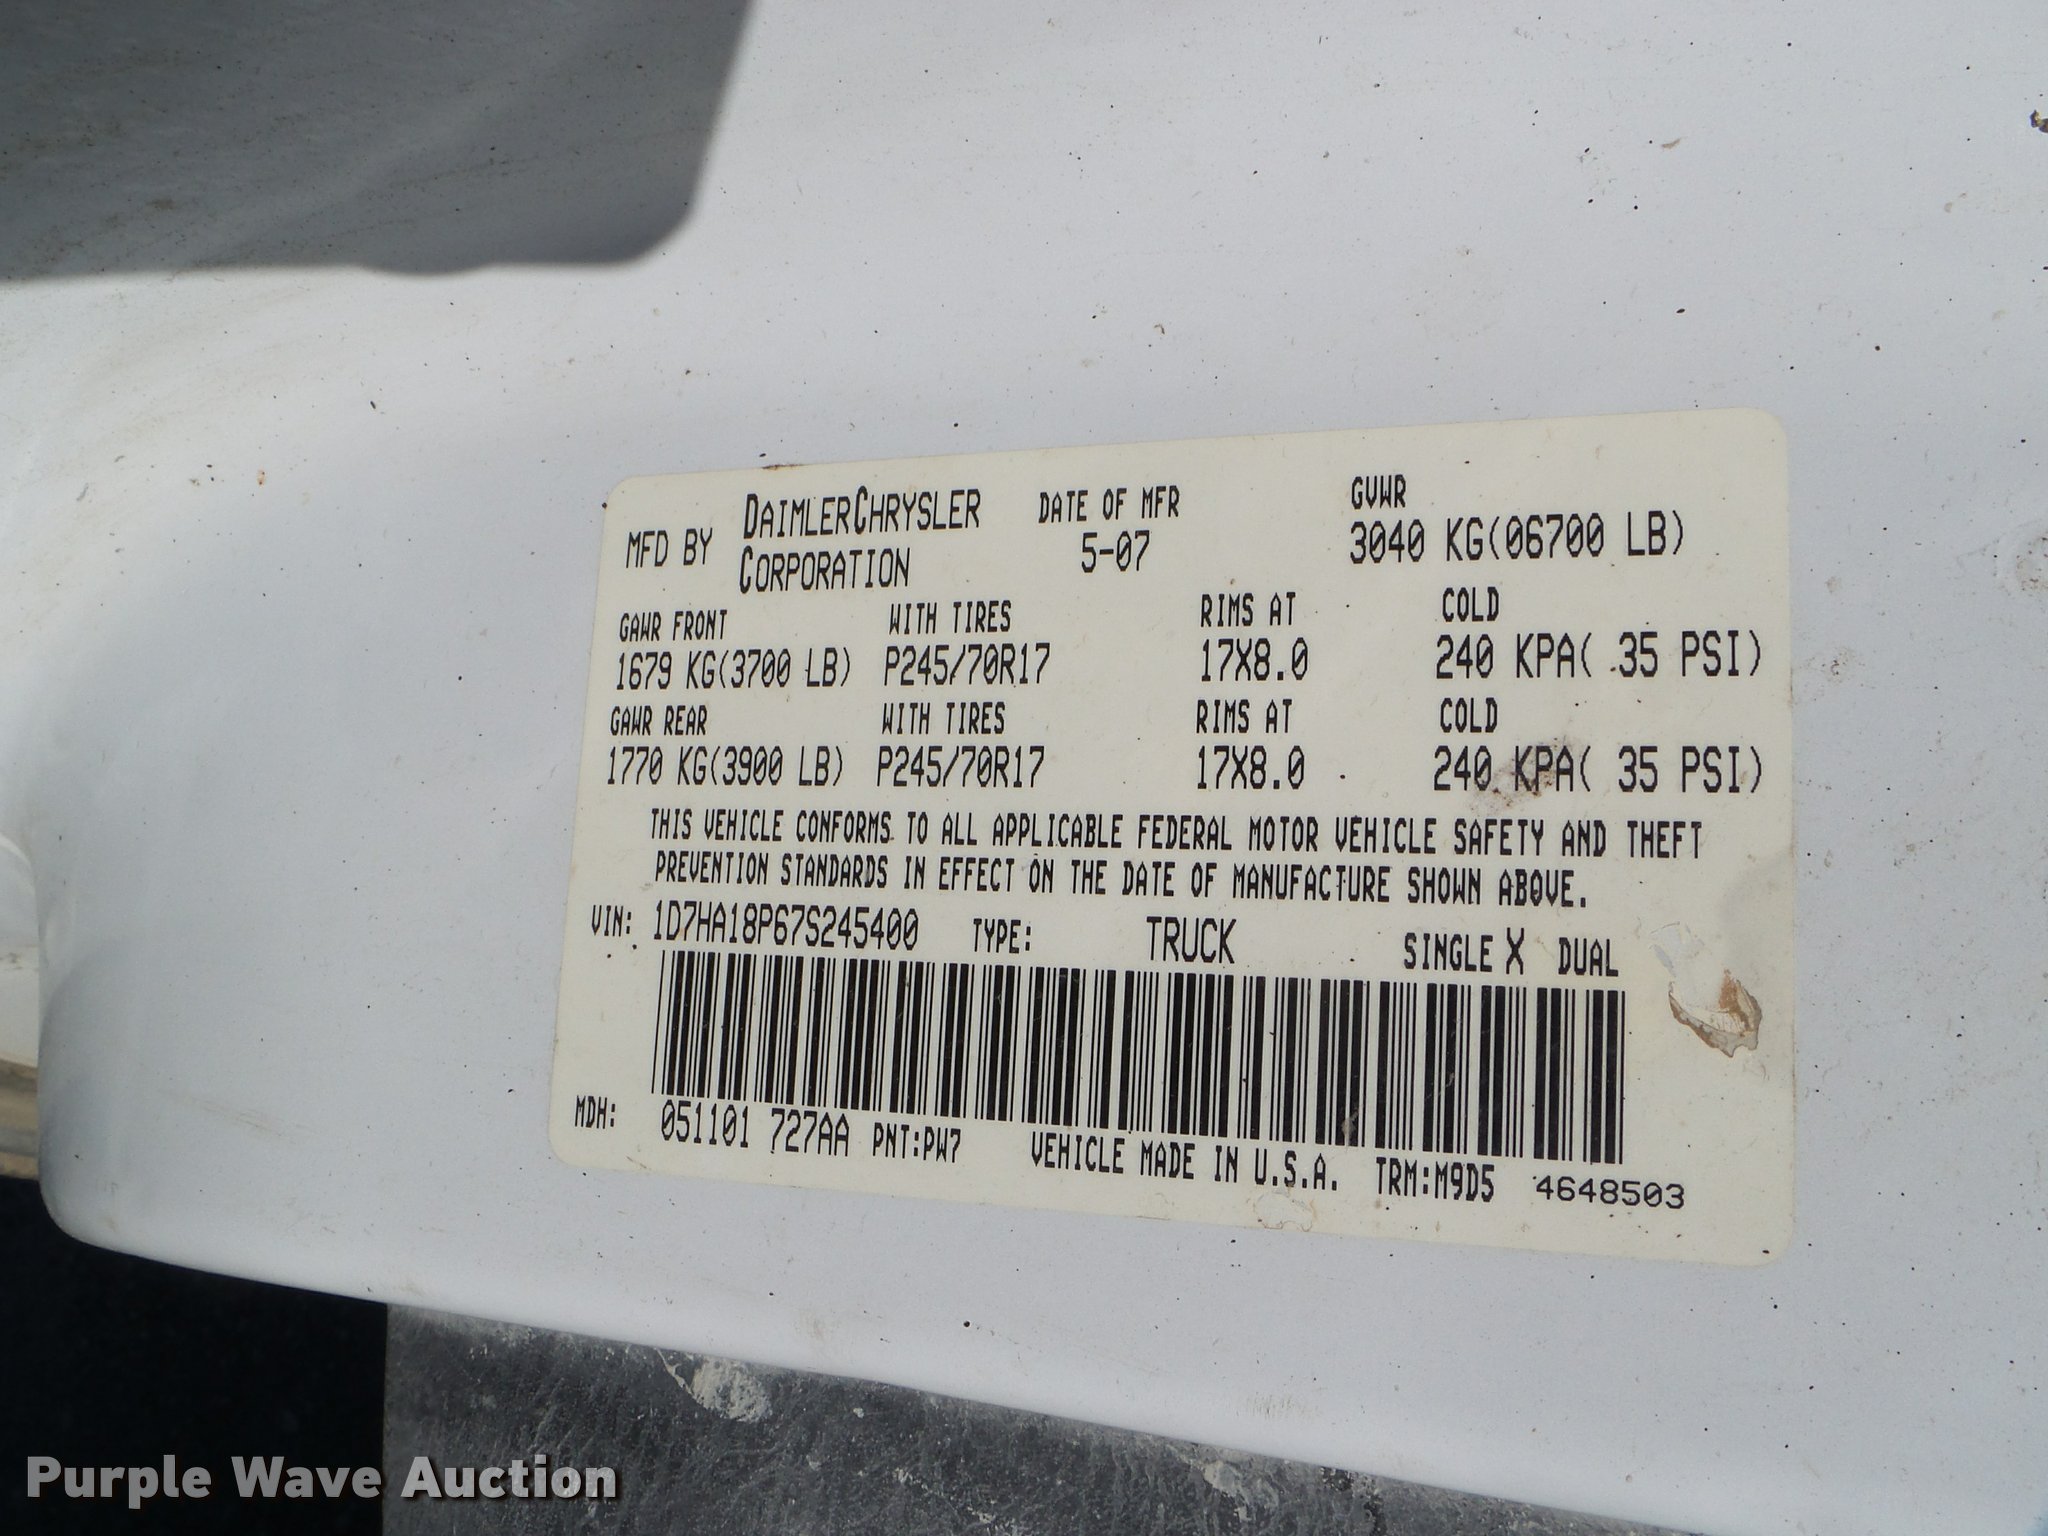 MFD BY DAIMLERCHRYSLER CORPORATION
DATE OF MFR
5-07
GVWR
3040 KG(06700 LB)
GAWR FRONT WITH TIRES RIMS AT COLD
1679 KG(3700 LB) P245/70R17 17X8.0 240 KPA( 35 PSI)
GAWR REAR WITH TIRES RIMS AT COLD
1770 KG(3900 LB) P245/70R17 17X8.0 240 KPA( 35 PSI)
THIS VEHICLE CONFORMS TO ALL APPLICABLE FEDERAL MOTOR VEHICLE SAFETY AND THEFT
PREVENTION STANDARDS IN EFFECT ON THE DATE OF MANUFACTURE SHOWN ABOVE.
VIN: 1D7HA18P67S245400 TYPE: TRUCK SINGLE X DUAL
MDH: 051101 727AA PNT:PW7 VEHICLE MADE IN U.S.A. TRM:M9D5 4648503
Purple Wave Auction